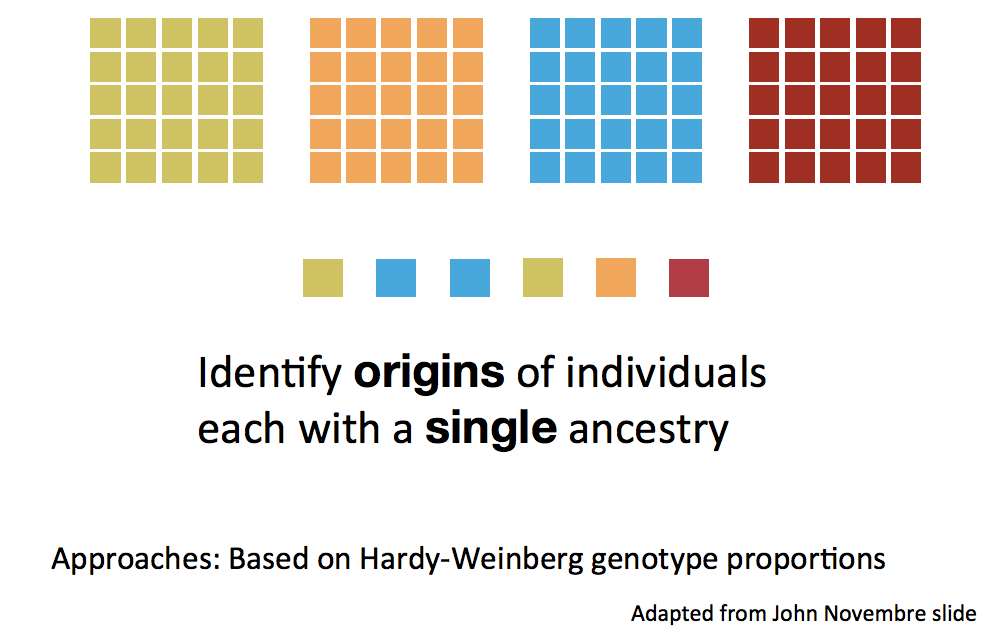 Identify origins of individuals
each with a single ancestry
Approaches: Based on Hardy-Weinberg genotype proportions
Adapted from John Novembre slide